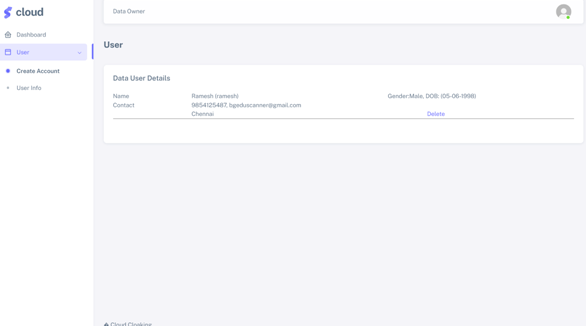 cloud
Data Owner
Dashboard
User
Create Account
User Info
User
Data User Details
Name Ramesh (ramesh) Gender:Male, DOB: (05-06-1998)
Contact 9854125487, bgeduscanner@gmail.com
Chennai Delete
Cloud Cloaking